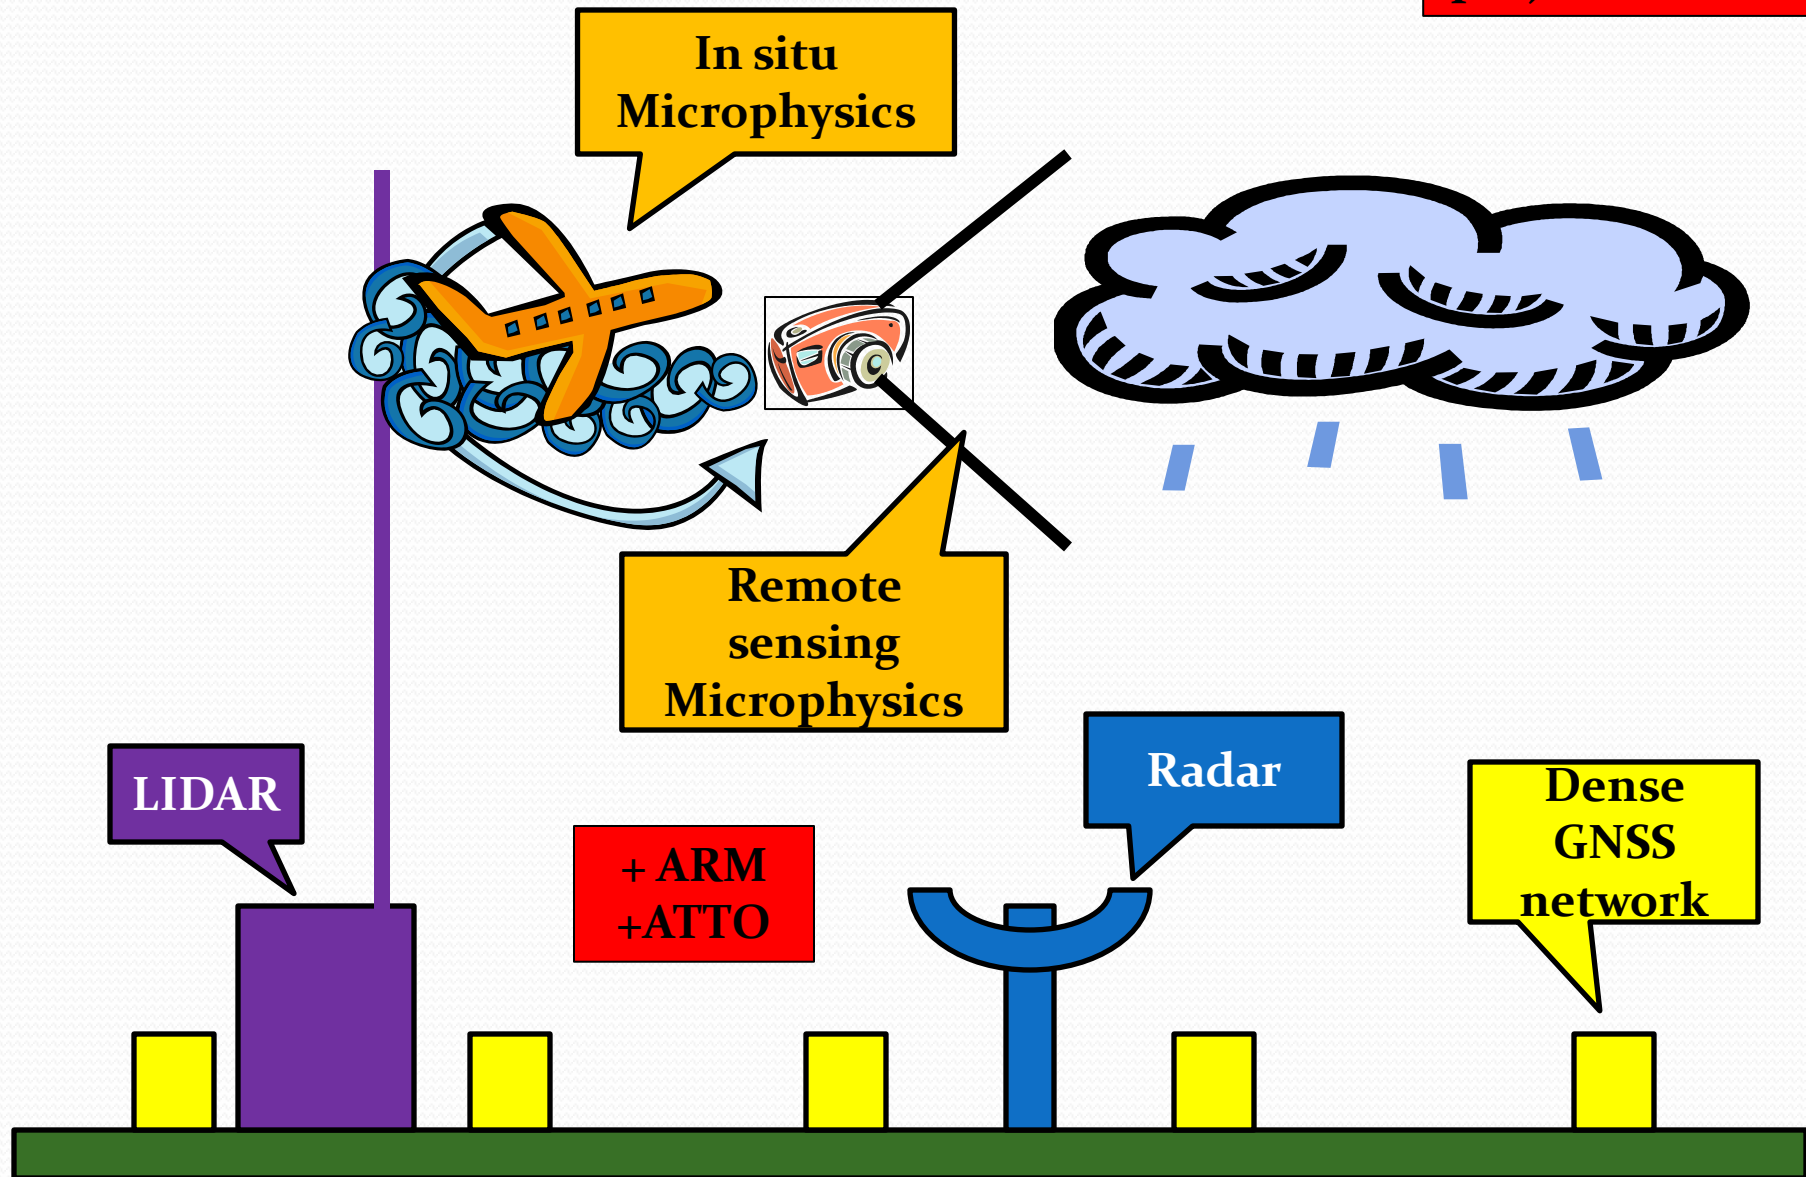 In situ
Microphysics
Remote
sensing
Microphysics
LIDAR
Radar
Dense
GNSS
network
+ ARM
+ATTO